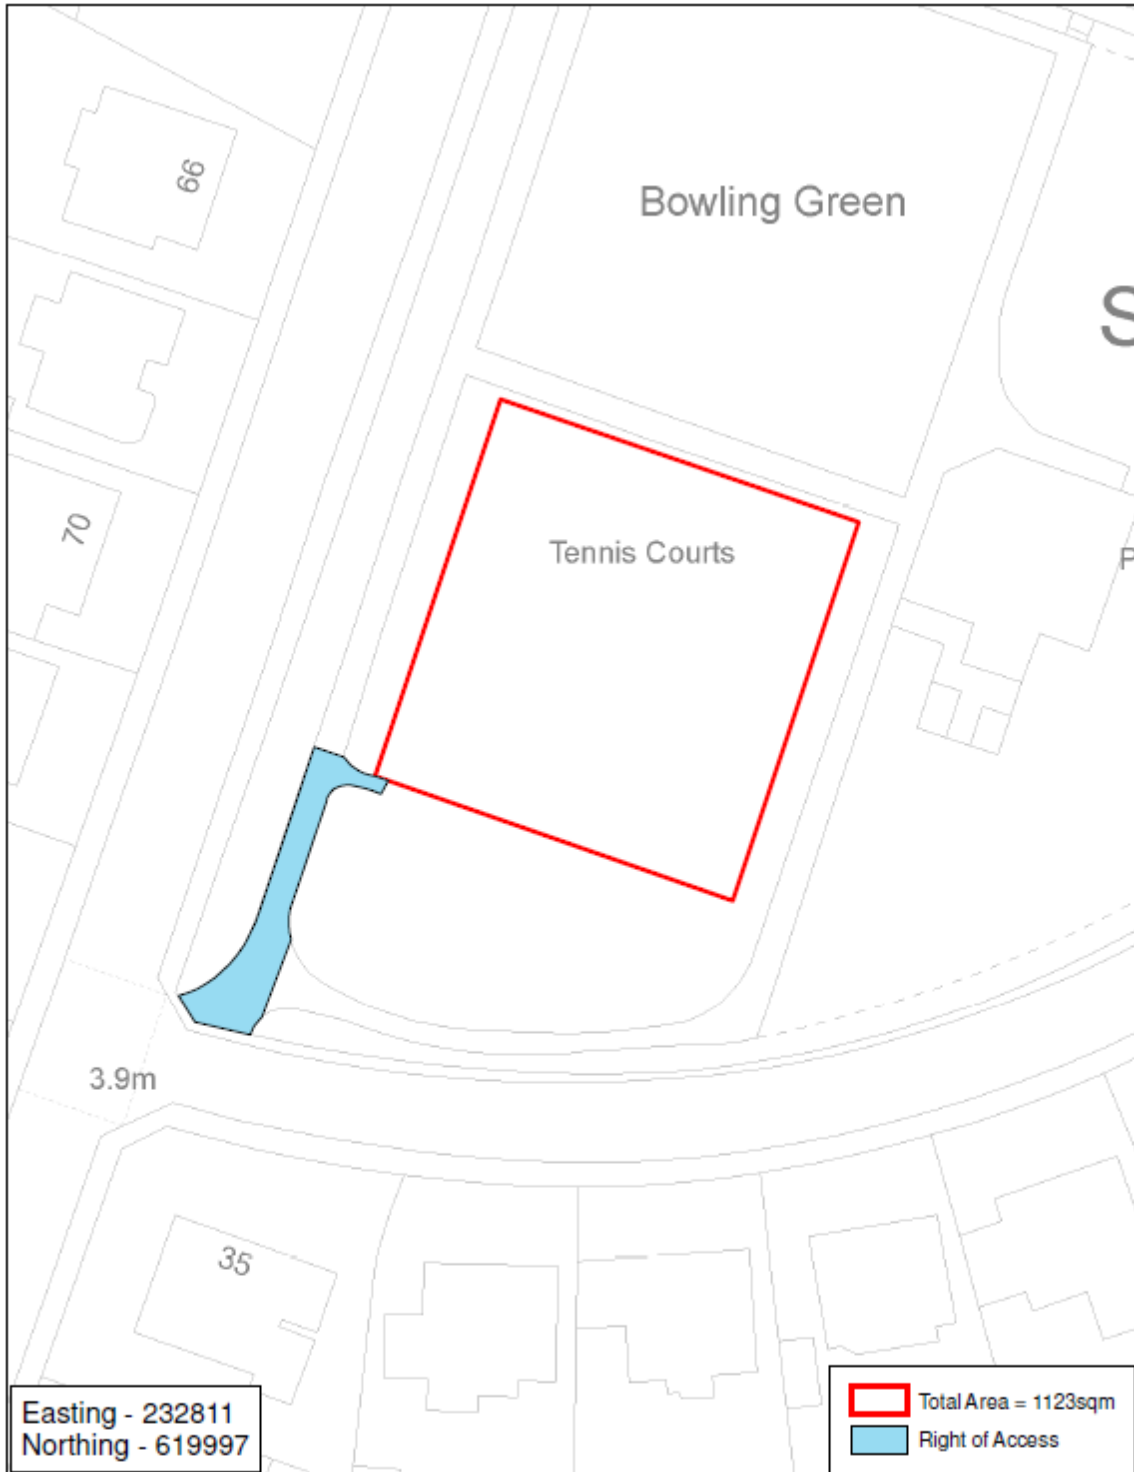 66
Bowling Green
S
70
Tennis Courts
P
3.9m
35
Easting - 232811
Northing - 619997
Total Area = 1123sqm
Right of Access